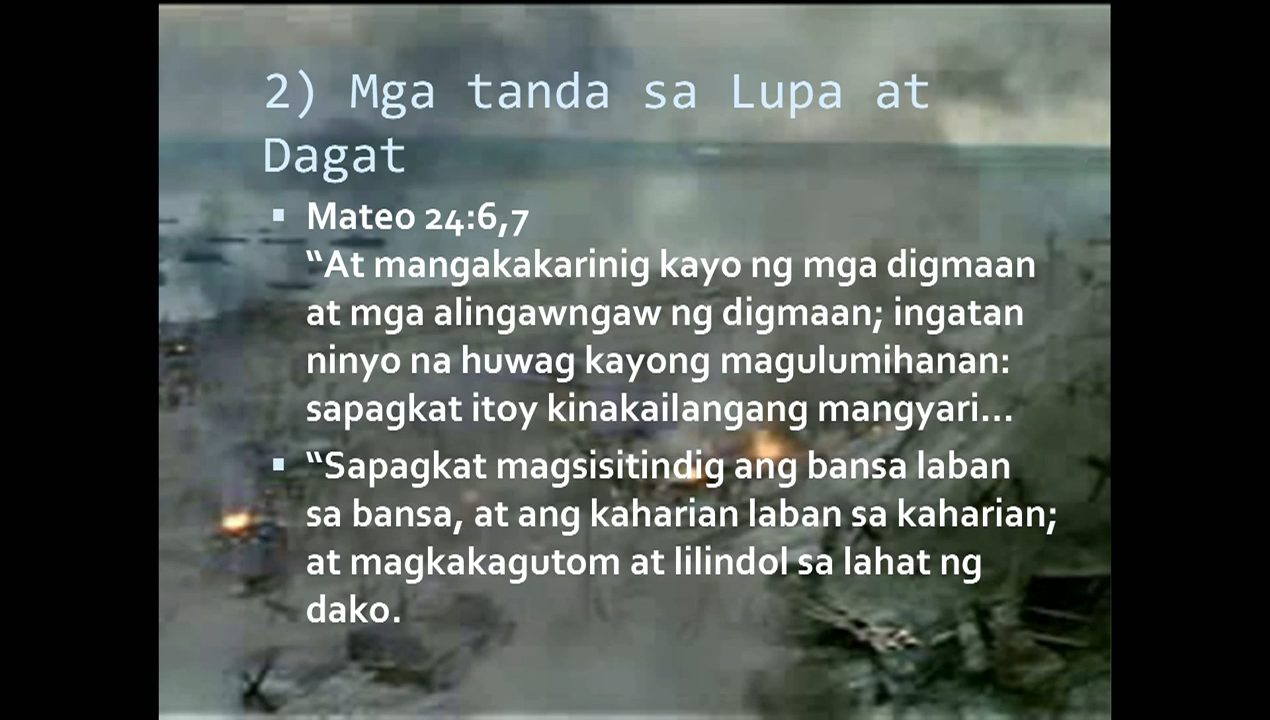 2) Mga tanda sa Lupa at
Dagat
▪ Mateo 24:6,7
“At mangakakarinig kayo ng mga digmaan
at mga alingawngaw ng digmaan; ingatan
ninyo na huwag kayong magulumihanan:
sapagkat itoy kinakailangang mangyari...
▪ “Sapagkat magsisitindig ang bansa laban
sa bansa, at ang kaharian laban sa kaharian;
at magkakagutom at lilindol sa lahat ng
dako.